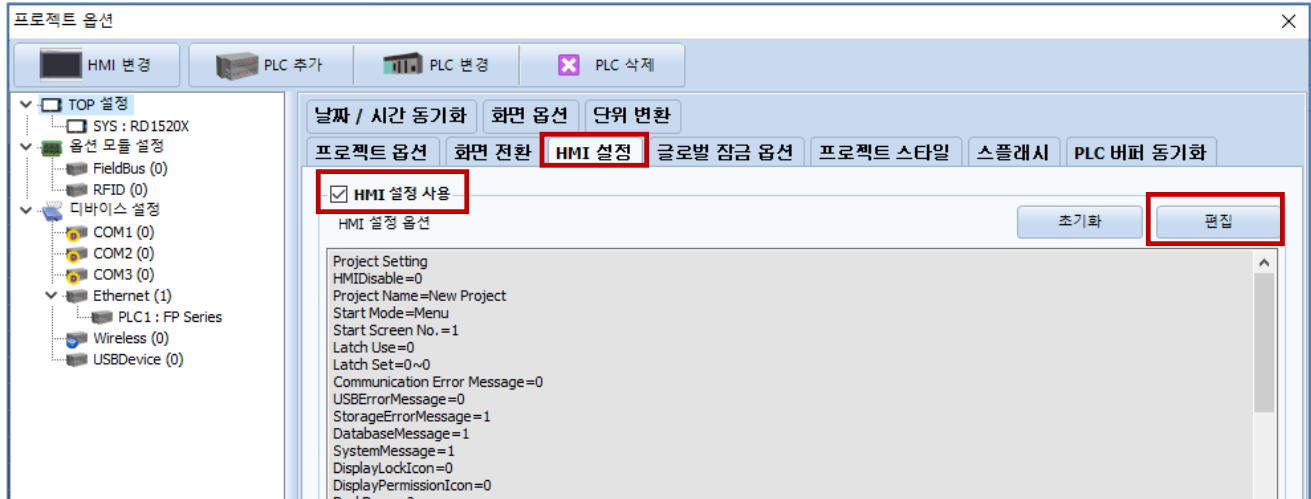 프로젝트 옵션
HMI 변경
PLC 추가
PLC 변경
PLC 삭제
TOP 설정
SYS : RD1520X
옵션 모듈 설정
FieldBus (0)
RFID (0)
디바이스 설정
COM1 (0)
COM2 (0)
COM3 (0)
Ethernet (1)
PLC1 : FP Series
Wireless (0)
USBDevice (0)
날짜 / 시간 동기화
화면 옵션
단위 변환
프로젝트 옵션
화면 전환
HMI 설정
글로벌 잠금 옵션
프로젝트 스타일
스플래시
PLC 버퍼 동기화
HMI 설정 사용
HMI 설정 옵션
초기화
편집
Project Setting
HMIDisable=0
Project Name=New Project
Start Mode=Menu
Start Screen No.=1
Latch Use=0
Latch Set=0~0
Communication Error Message=0
USBErrorMessage=0
StorageErrorMessage=1
DatabaseMessage=1
SystemMessage=1
DisplayLockIcon=0
DisplayPermissionIcon=0